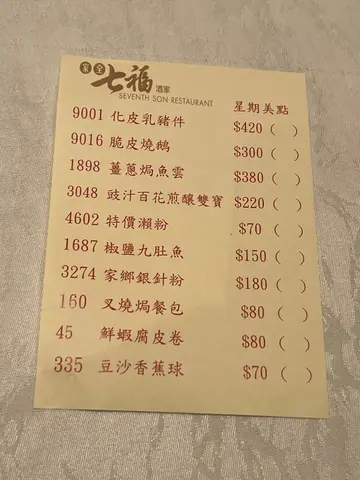 家全七福酒家
SEVENTH SON RESTAURANT
星期美點
9001 化皮乳豬件 $420 ( )
9016 脆皮燒鵝 $300 ( )
1898 薑蔥焗魚雲 $380 ( )
3048 豉汁百花煎釀雙寶 $220 ( )
4602 特價瀨粉 $70 ( )
1687 椒鹽九肚魚 $150 ( )
3274 家鄉銀針粉 $180 ( )
160 叉燒焗餐包 $80 ( )
45 鮮蝦腐皮卷 $80 ( )
335 豆沙香蕉球 $70 ( )